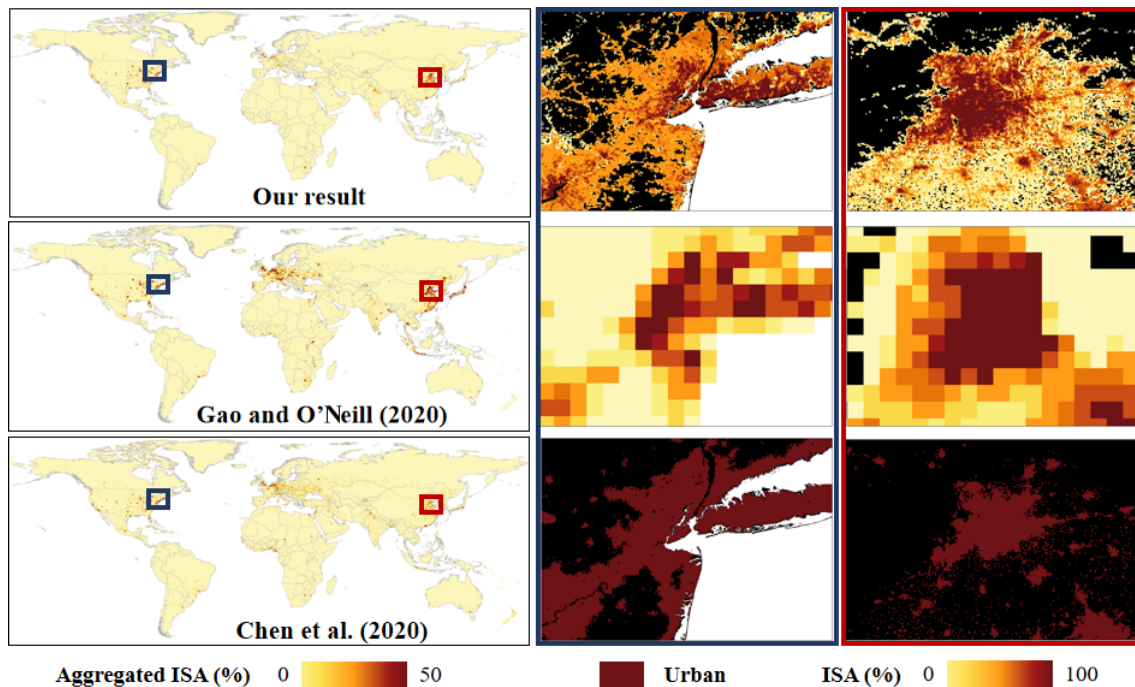 Our result
Gao and O’Neill (2020)
Chen et al. (2020)
Aggregated ISA (%) 0 50 Urban ISA (%) 0 100